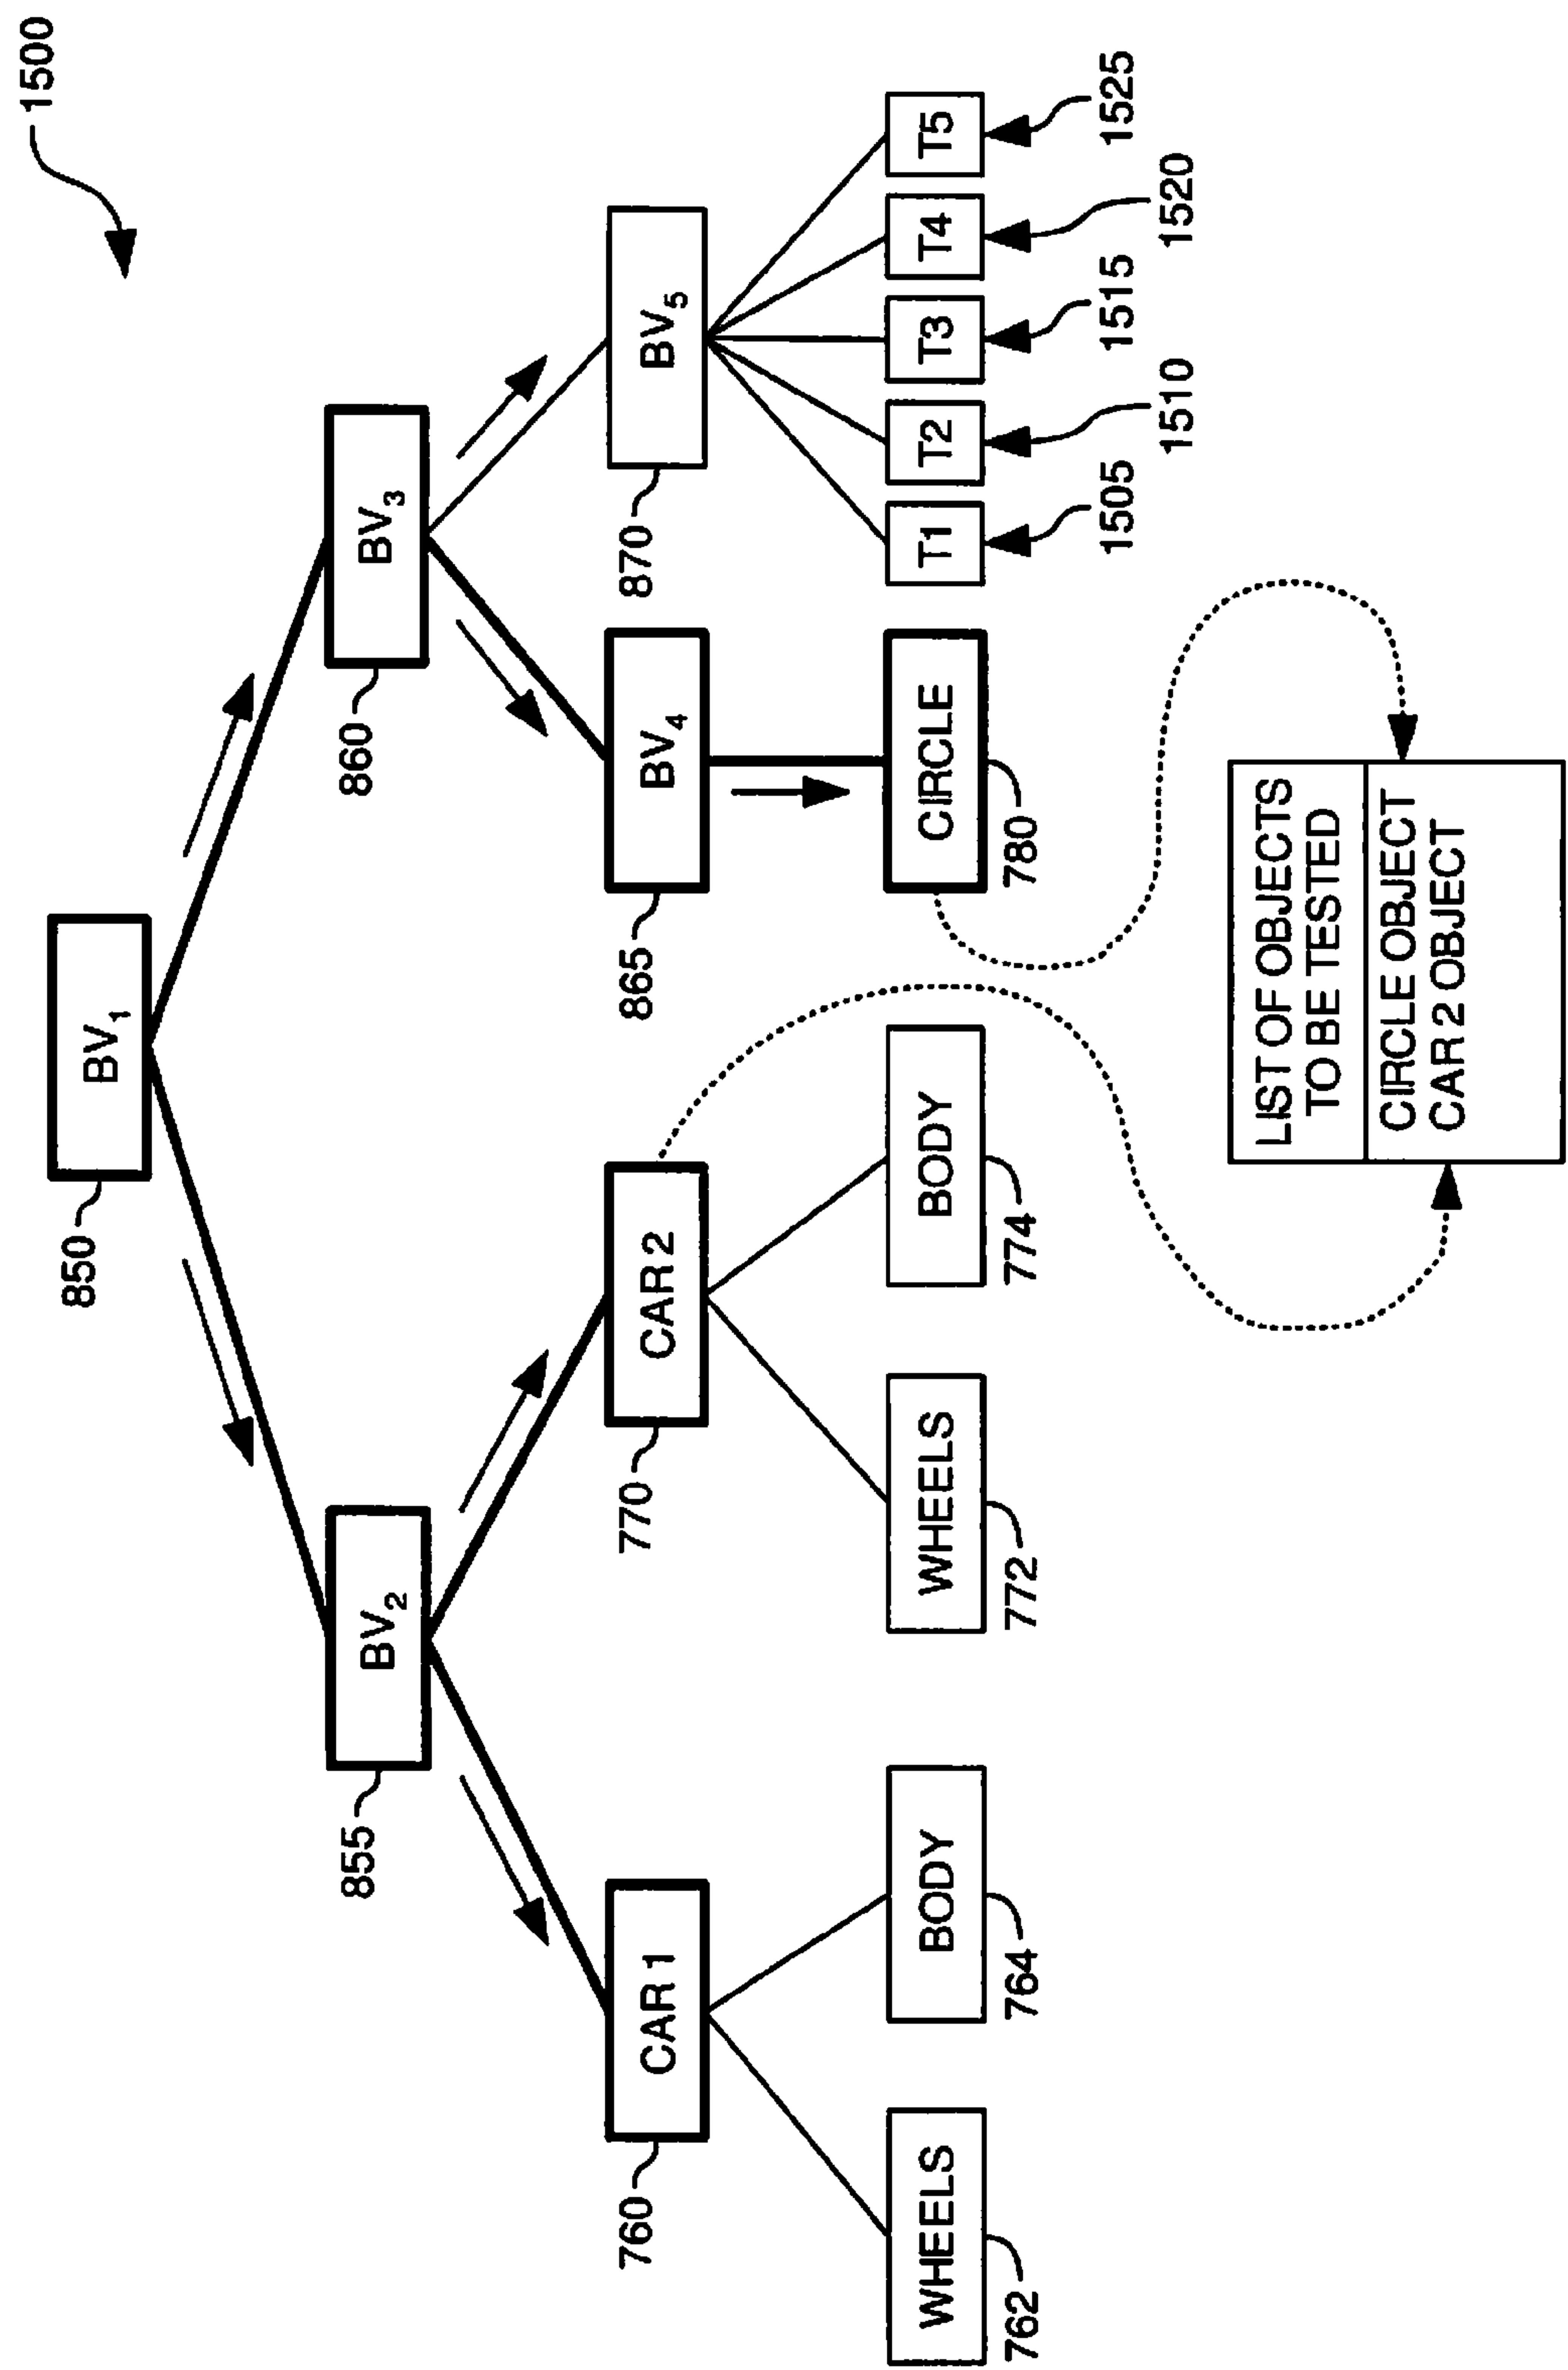 1500
BV1
850
BV2
855
BV3
860
CAR 1
760
CAR 2
770
BV4
865
BV5
870
WHEELS
762
BODY
764
WHEELS
772
BODY
774
CIRCLE
780
T1
T2
T3
T4
T5
1505
1510
1515
1520
1525
LIST OF OBJECTS
TO BE TESTED
CIRCLE OBJECT
CAR 2 OBJECT